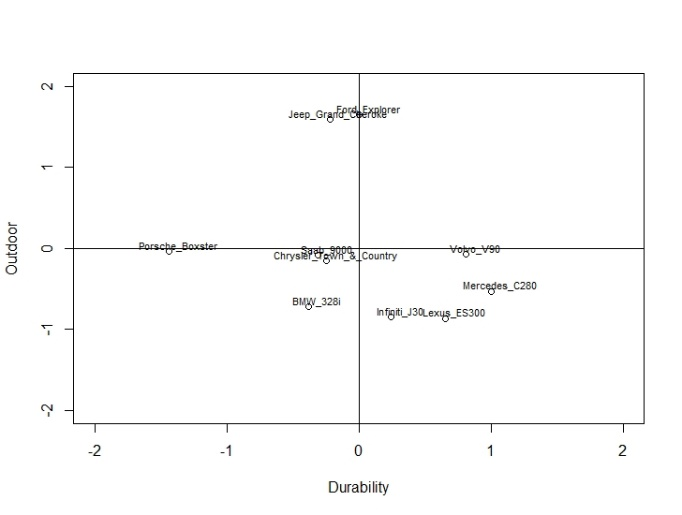 2
Ford_Explorer
Jeep_Grand_Cheroke
1
Outdoor
0
Porsche_Boxster
Saab_9000
Volvo_V90
Chrysler_Town_&_Country
Mercedes_C280
BMW_328i
Infiniti_J30
Lexus_ES300
-1
-2
-2 -1 0 1 2
Durability